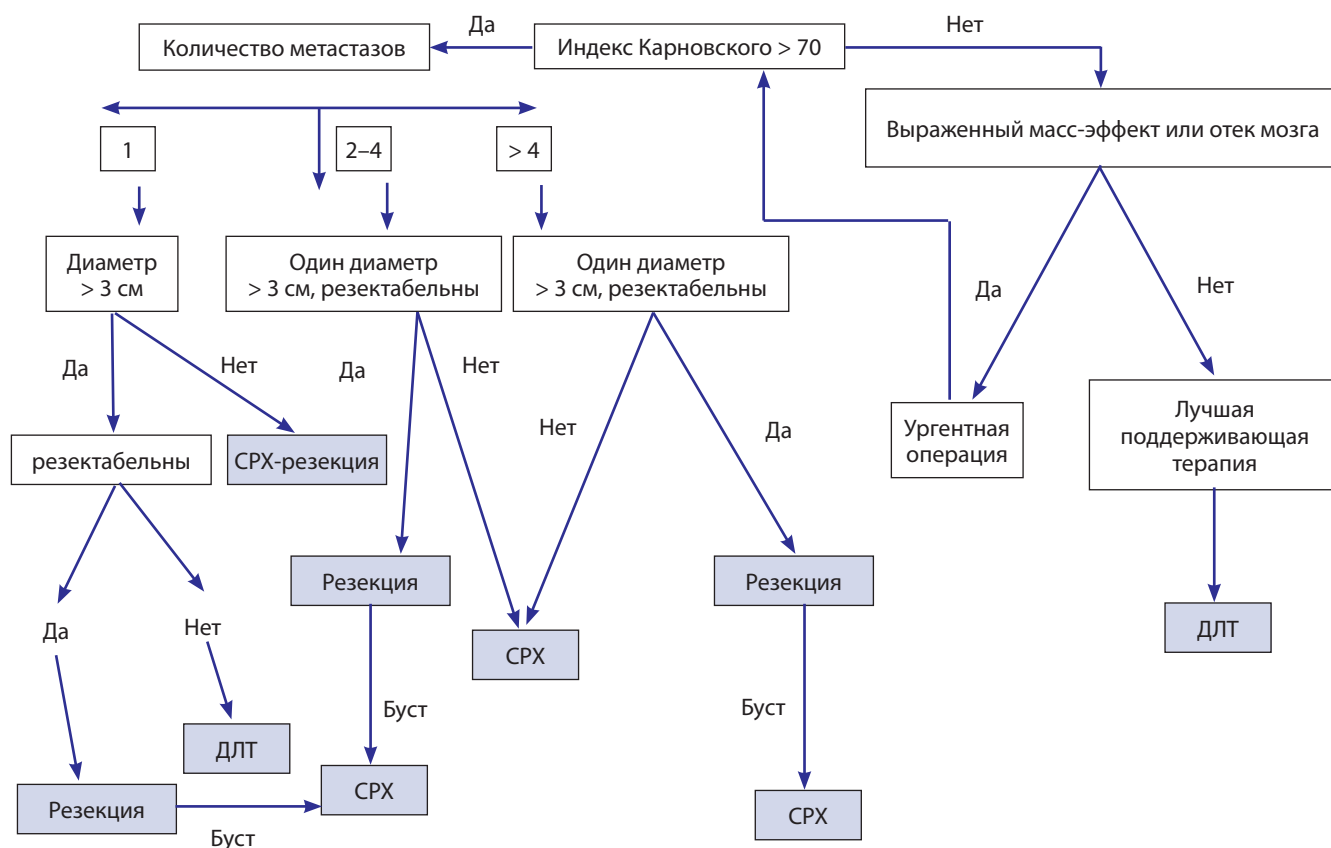 Да
Нет
Количество метастазов
Индекс Карновского > 70
Выраженный масс-эффект или отек мозга
1
2–4
> 4
Диаметр
> 3 см
Один диаметр
> 3 см, резектабельны
Один диаметр
> 3 см, резектабельны
Да
Нет
Да
Нет
Да
Нет
Нет
Да
резектабельны
СРХ-резекция
Ургентная
операция
Лучшая
поддерживающая
терапия
Резекция
Резекция
Да
Нет
СРХ
ДЛТ
Буст
Буст
ДЛТ
Резекция
СРХ
СРХ
Буст